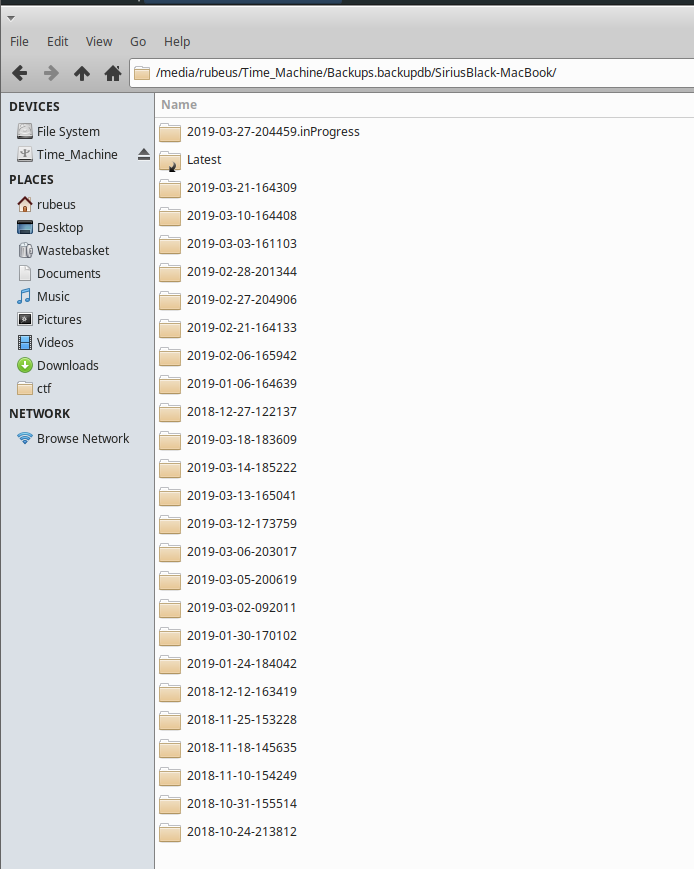 File Edit View Go Help
/media/rubeus/Time_Machine/Backups.backupdb/SiriusBlack-MacBook/
DEVICES
File System
Time_Machine
PLACES
rubeus
Desktop
Wastebasket
Documents
Music
Pictures
Videos
Downloads
ctf
NETWORK
Browse Network
Name
2019-03-27-204459.inProgress
Latest
2019-03-21-164309
2019-03-10-164408
2019-03-03-161103
2019-02-28-201344
2019-02-27-204906
2019-02-21-164133
2019-02-06-165942
2019-01-06-164639
2018-12-27-122137
2019-03-18-183609
2019-03-14-185222
2019-03-13-165041
2019-03-12-173759
2019-03-06-203017
2019-03-05-200619
2019-03-02-092011
2019-01-30-170102
2019-01-24-184042
2018-12-12-163419
2018-11-25-153228
2018-11-18-145635
2018-11-10-154249
2018-10-31-155514
2018-10-24-213812